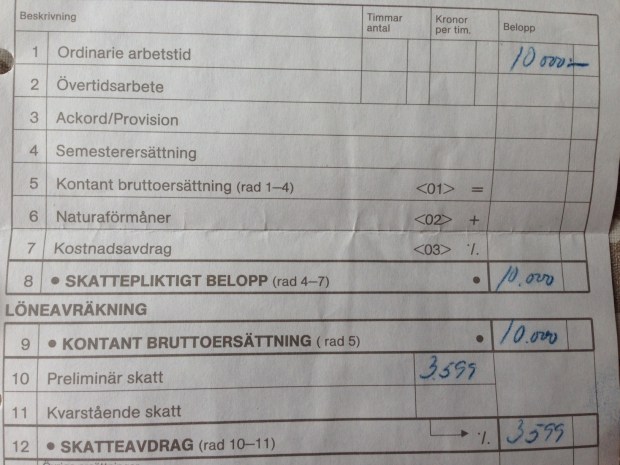 Beskrivning Timmar antal Kronor per tim. Belopp
1 Ordinarie arbetstid 10 000:-
2 Övertidsarbete
3 Ackord/Provision
4 Semesterersättning
5 Kontant bruttoersättning (rad 1–4) <01> =
6 Naturaförmåner <02> +
7 Kostnadsavdrag <03> ·/.
8 • SKATTEPLIKTIGT BELOPP (rad 4–7) • 10.000
LÖNEAVRÄKNING
9 • KONTANT BRUTTOERSÄTTNING ( rad 5) • 10.000
10 Preliminär skatt 3.599
11 Kvarstående skatt
12 • SKATTEAVDRAG (rad 10–11) ·/. 3599